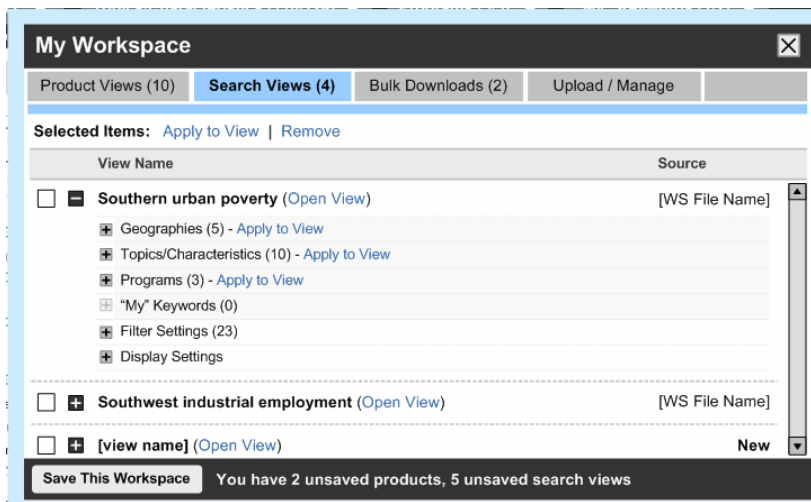 My Workspace
Product Views (10) Search Views (4) Bulk Downloads (2) Upload / Manage
Selected Items: Apply to View | Remove
View Name Source
Southern urban poverty (Open View) [WS File Name]
Geographies (5) - Apply to View
Topics/Characteristics (10) - Apply to View
Programs (3) - Apply to View
“My” Keywords (0)
Filter Settings (23)
Display Settings
Southwest industrial employment (Open View) [WS File Name]
[view name] (Open View) New
Save This Workspace You have 2 unsaved products, 5 unsaved search views